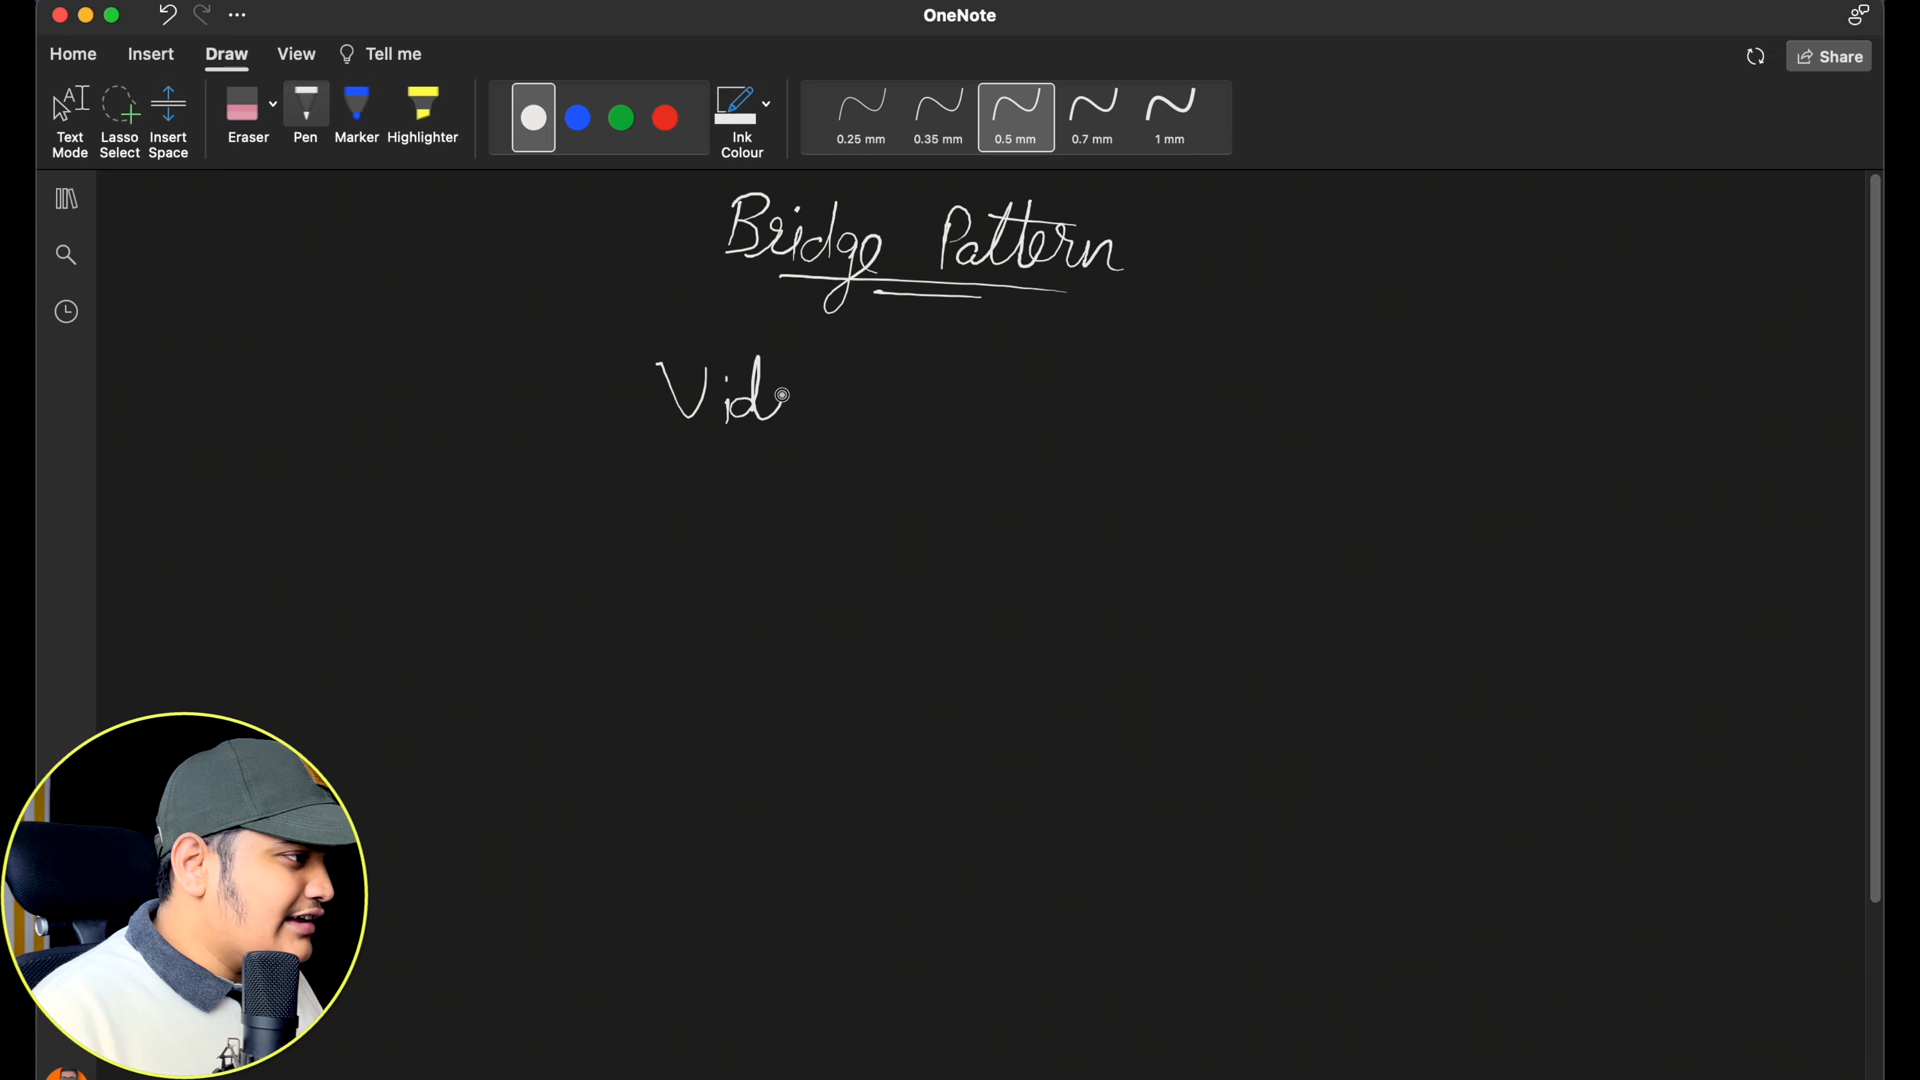 OneNote
Home Insert Draw View Tell me
Share
Text Mode
Lasso Select
Insert Space
Eraser
Pen
Marker
Highlighter
Ink Colour
0.25 mm
0.35 mm
0.5 mm
0.7 mm
1 mm
Bridge Pattern
Vid